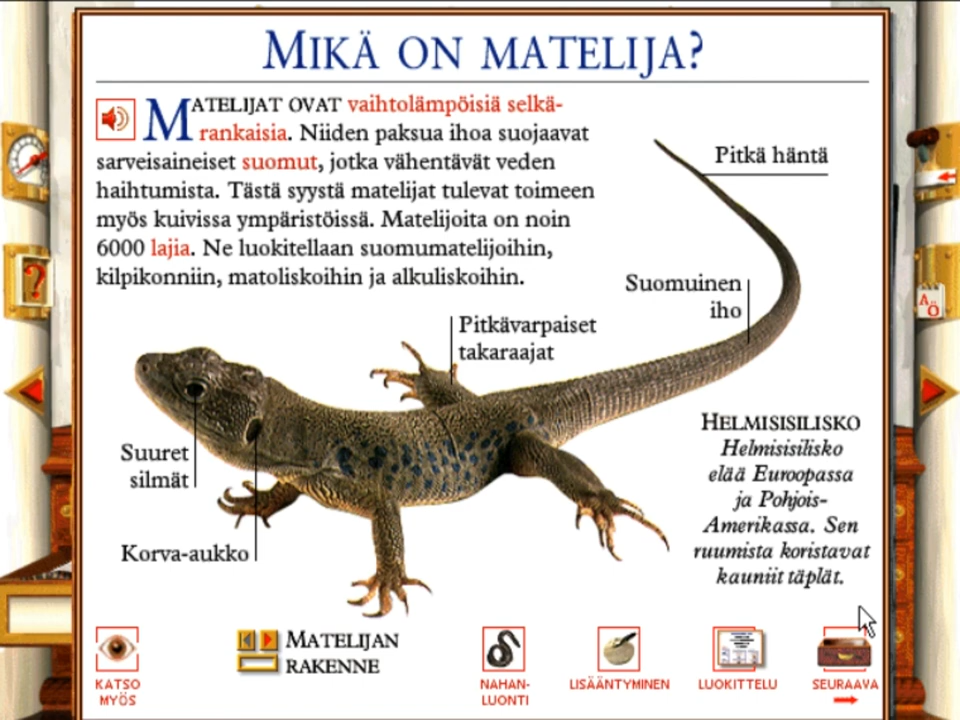 MIKÄ ON MATELIJA?
MATELIJAT OVAT vaihtolämpöisiä selkä-
rankaisia. Niiden paksua ihoa suojaavat
sarveisaineiset suomut, jotka vähentävät veden
haihtumista. Tästä syystä matelijat tulevat toimeen
myös kuivissa ympäristöissä. Matelijoita on noin
6000 lajia. Ne luokitellaan suomumatelijoihin,
kilpikonniin, matoliskoihin ja alkuliskoihin.
Pitkä häntä
Suomuinen
iho
Pitkävarpaiset
takaraajat
Suuret
silmät
Korva-aukko
HELMISISILISKO
Helmisisilisko
elää Euroopassa
ja Pohjois-
Amerikassa. Sen
ruumista koristavat
kauniit täplät.
?
A
Ö
KATSO
MYÖS
MATELIJAN
RAKENNE
NAHAN-
LUONTI
LISÄÄNTYMINEN
LUOKITTELU
SEURAAVA